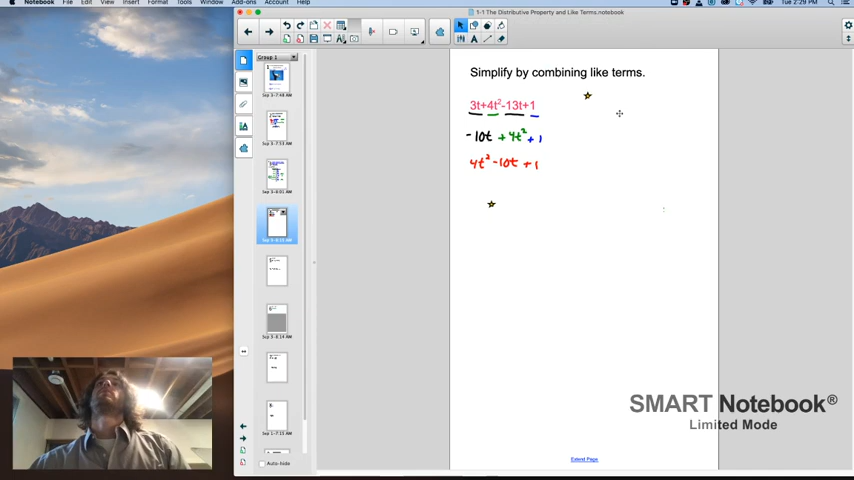 Notebook File Edit View Insert Format Tools Window Add-ons Account Help
Tue 2:29 PM
1-1 The Distributive Property and Like Terms.notebook
Group 1
Sep 3-7:48 AM
Sep 3-7:53 AM
Sep 3-8:01 AM
Sep 3-8:13 AM
Sep 3-8:14 AM
Sep 1-7:15 AM
Auto-hide
Simplify by combining like terms.
3t+4t²-13t+1
-10t +4t²+1
4t²-10t +1
SMART Notebook®
Limited Mode
Extend Page